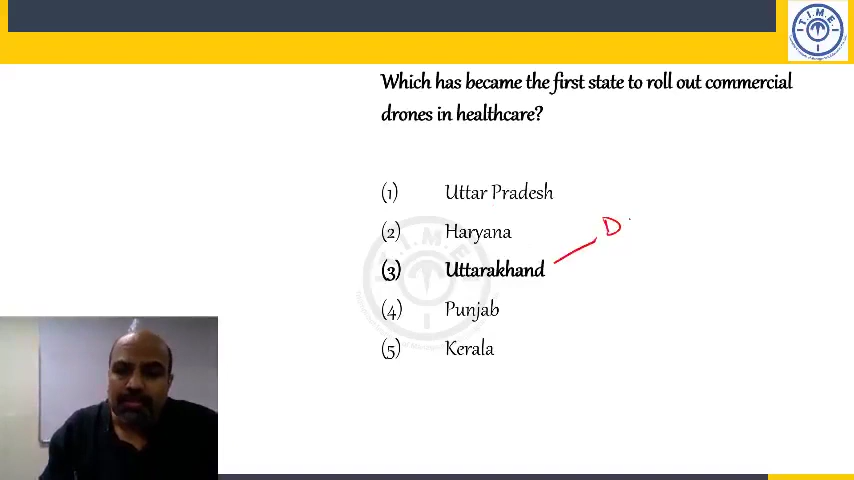 T.I.M.E.
Which has became the first state to roll out commercial
drones in healthcare?
(1) Uttar Pradesh
(2) Haryana
D
(3) Uttarakhand
(4) Punjab
(5) Kerala
T.I.M.E.